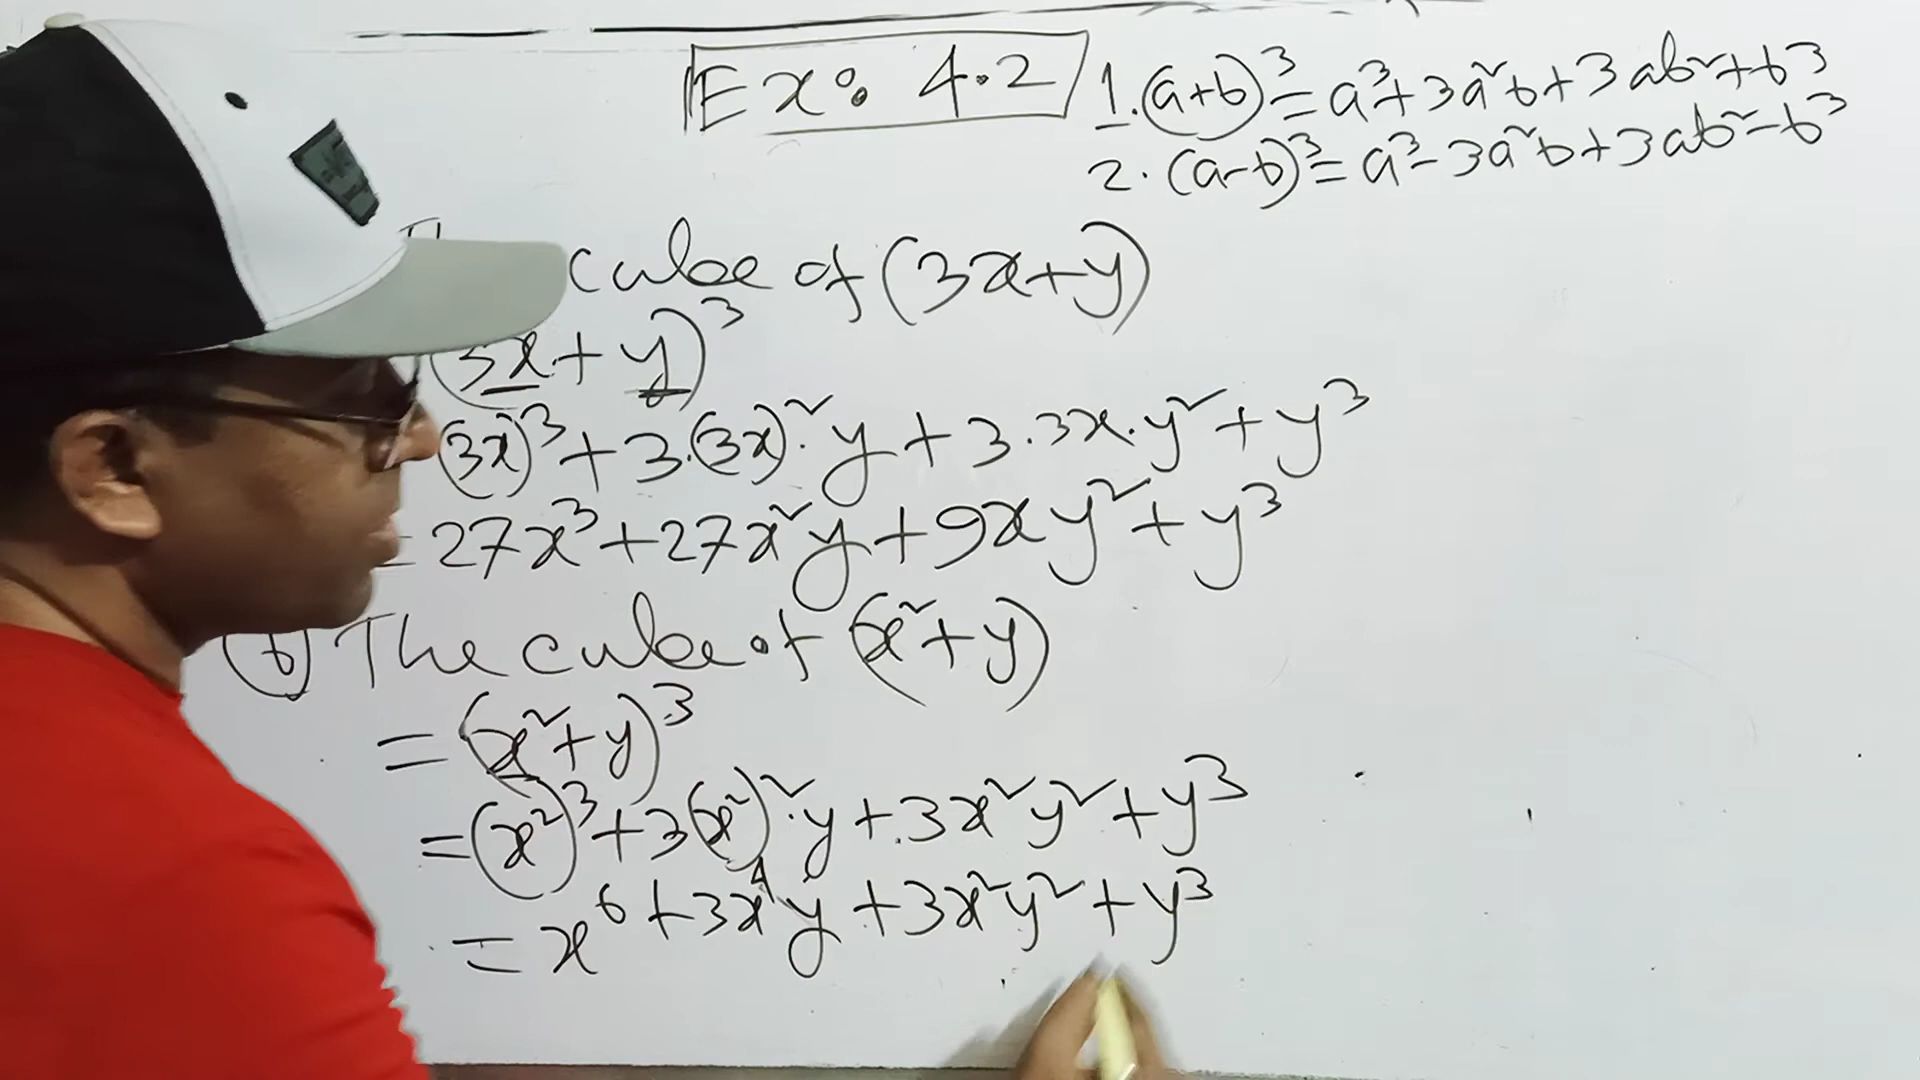 Ex: 4.2
1. (a+b)³ = a³+3a²b+3ab²+b³
2. (a-b)³ = a³-3a²b+3ab²-b³
cube of (3x+y)
(3x+y)³
(3x)³+3.(3x)².y+3.3x.y²+y³
= 27x³+27x²y+9xy²+y³
(b) The cube of (x²+y)
= (x²+y)³
= (x²)³+3(x²)².y+3x²y²+y³
= x⁶+3x⁴y+3x²y²+y³